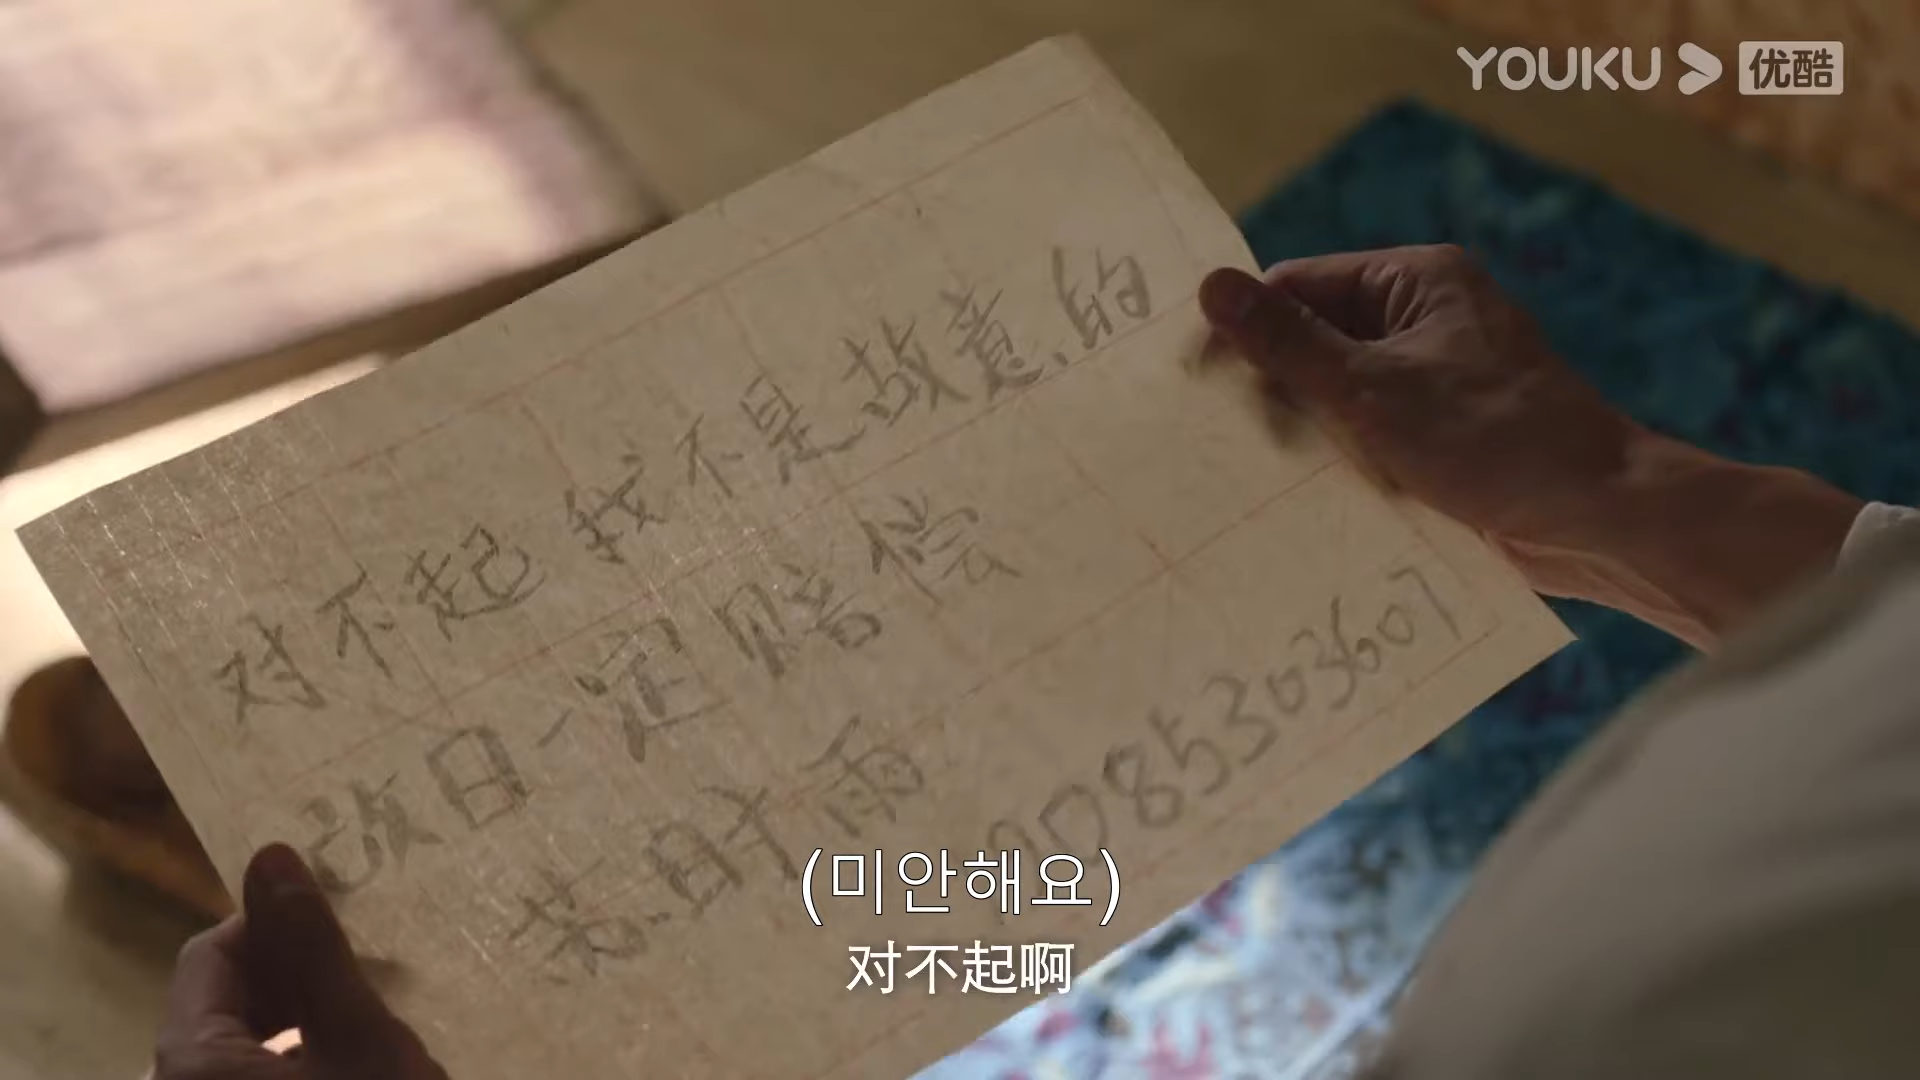 YOUKU 优酷
对不起 我不是故意的
改日一定赔偿
苏时雨
(미안해요)
对不起啊